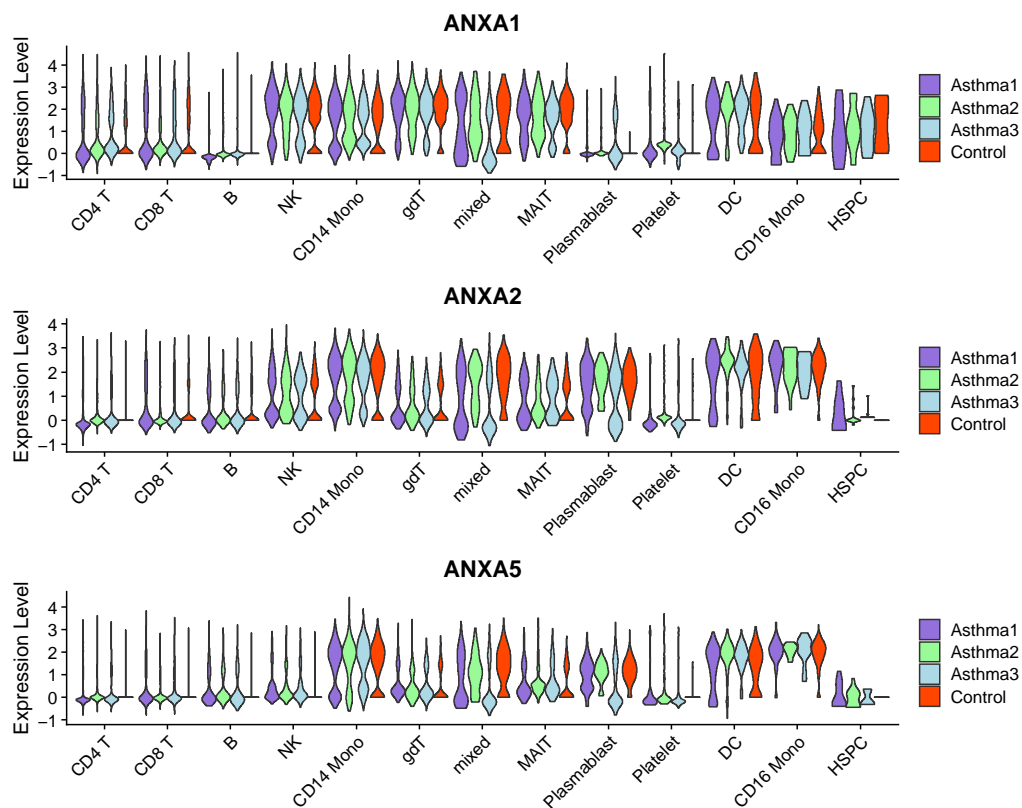 ANXA1
Expression Level
4
3
2
1
0
−1
CD4 T
CD8 T
B
NK
CD14 Mono
gdT
mixed
MAIT
Plasmablast
Platelet
DC
CD16 Mono
HSPC
Asthma1
Asthma2
Asthma3
Control
ANXA2
Expression Level
4
3
2
1
0
−1
CD4 T
CD8 T
B
NK
CD14 Mono
gdT
mixed
MAIT
Plasmablast
Platelet
DC
CD16 Mono
HSPC
Asthma1
Asthma2
Asthma3
Control
ANXA5
Expression Level
4
3
2
1
0
−1
CD4 T
CD8 T
B
NK
CD14 Mono
gdT
mixed
MAIT
Plasmablast
Platelet
DC
CD16 Mono
HSPC
Asthma1
Asthma2
Asthma3
Control